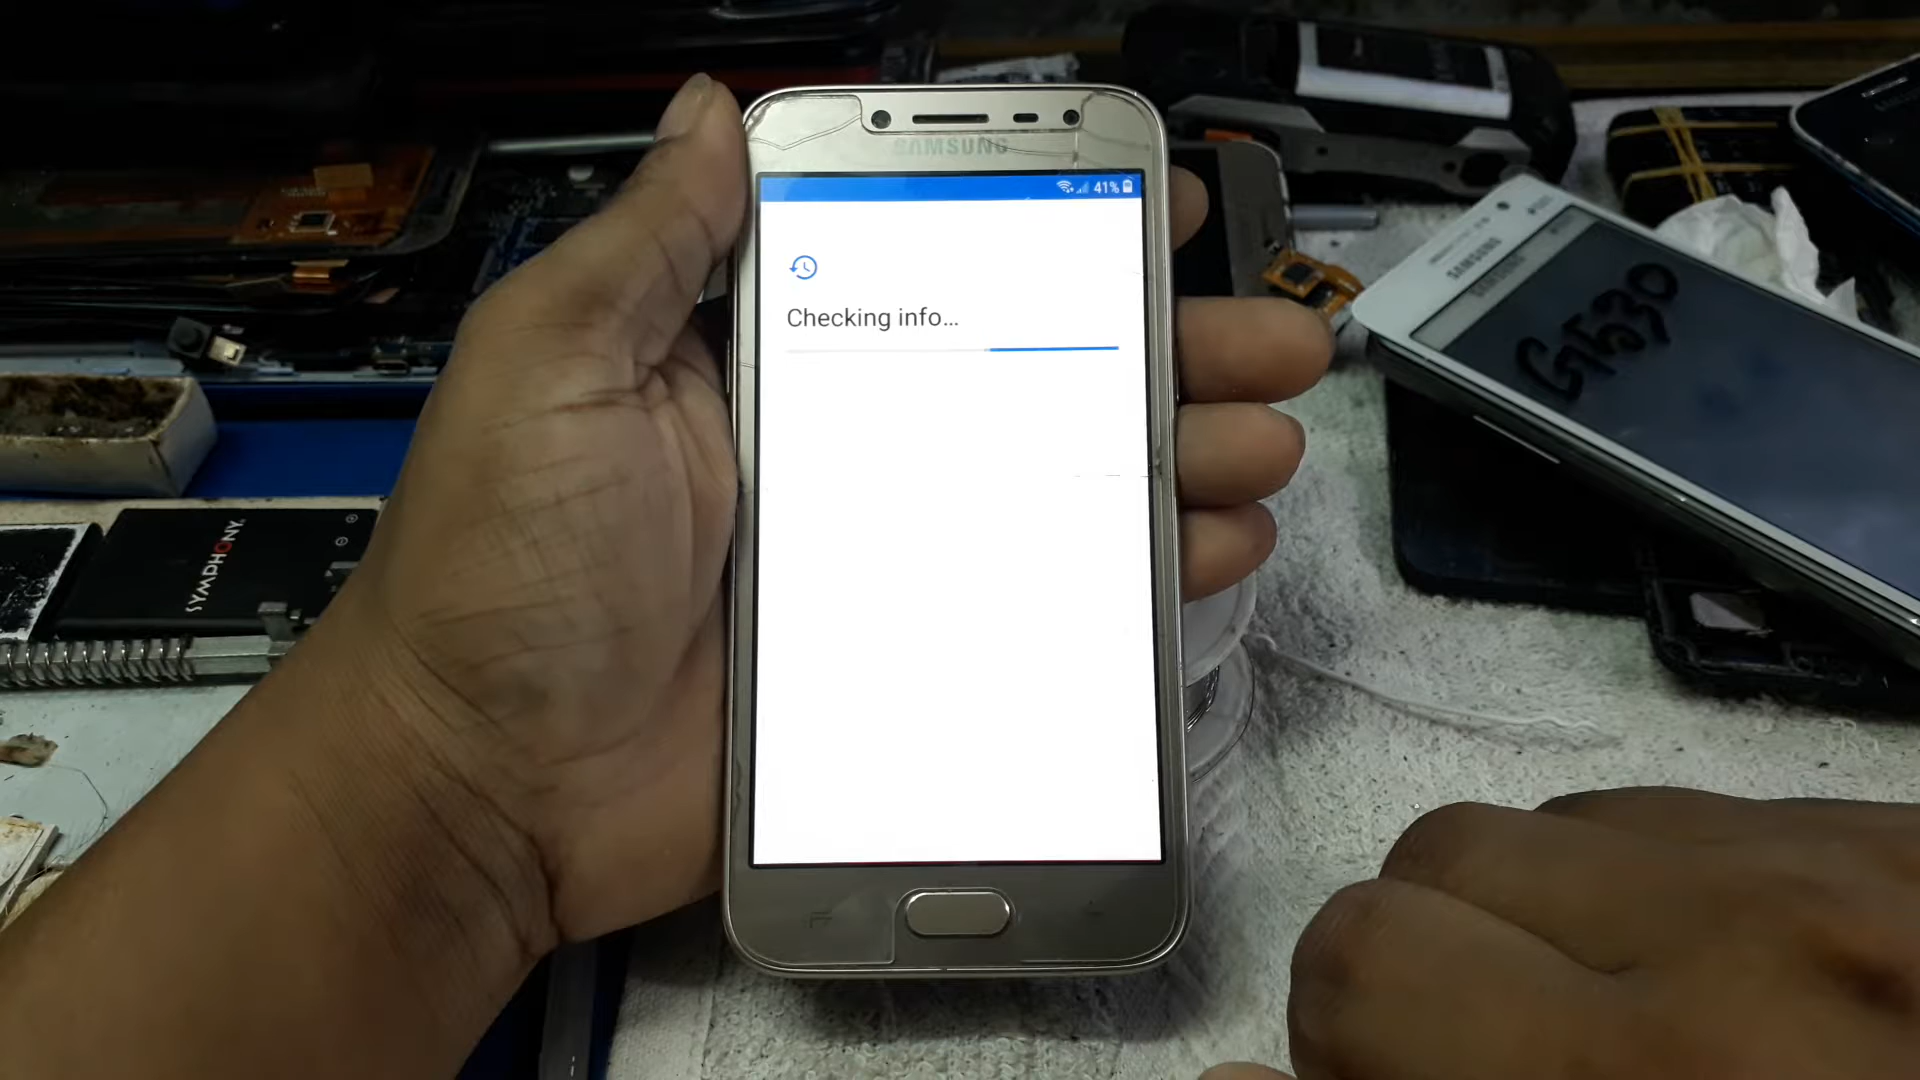 SAMSUNG
41%
Checking info...
SYMPHONY
SAMSUNG
G530